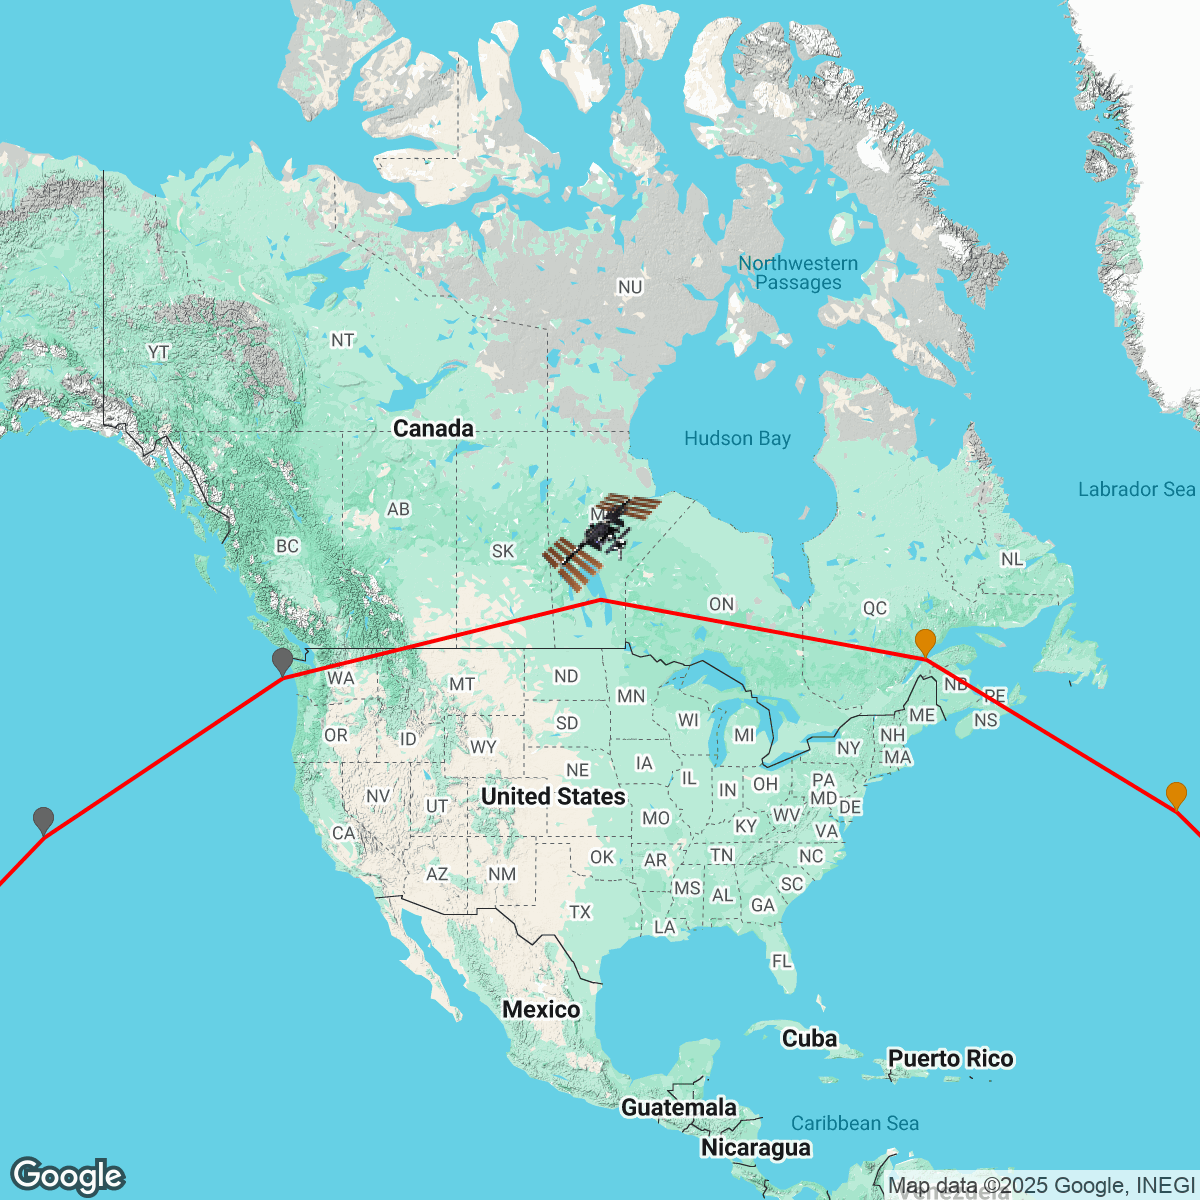 NU
Northwestern
Passages
NT
YT
Canada
Hudson Bay
Labrador Sea
AB
M
BC
SK
NL
ON
QC
WA
MT
ND
MN
NB
PE
OR
ID
SD
WI
MI
ME
NS
WY
NH
NY
MA
NE
IA
IL
IN
OH
PA
NV
UT
United States
MD
DE
MO
WV
KY
VA
CA
OK
AR
TN
NC
AZ
NM
MS
AL
SC
GA
TX
LA
FL
Mexico
Cuba
Puerto Rico
Guatemala
Caribbean Sea
Nicaragua
Venezuela
Google
Map data ©2025 Google, INEGI